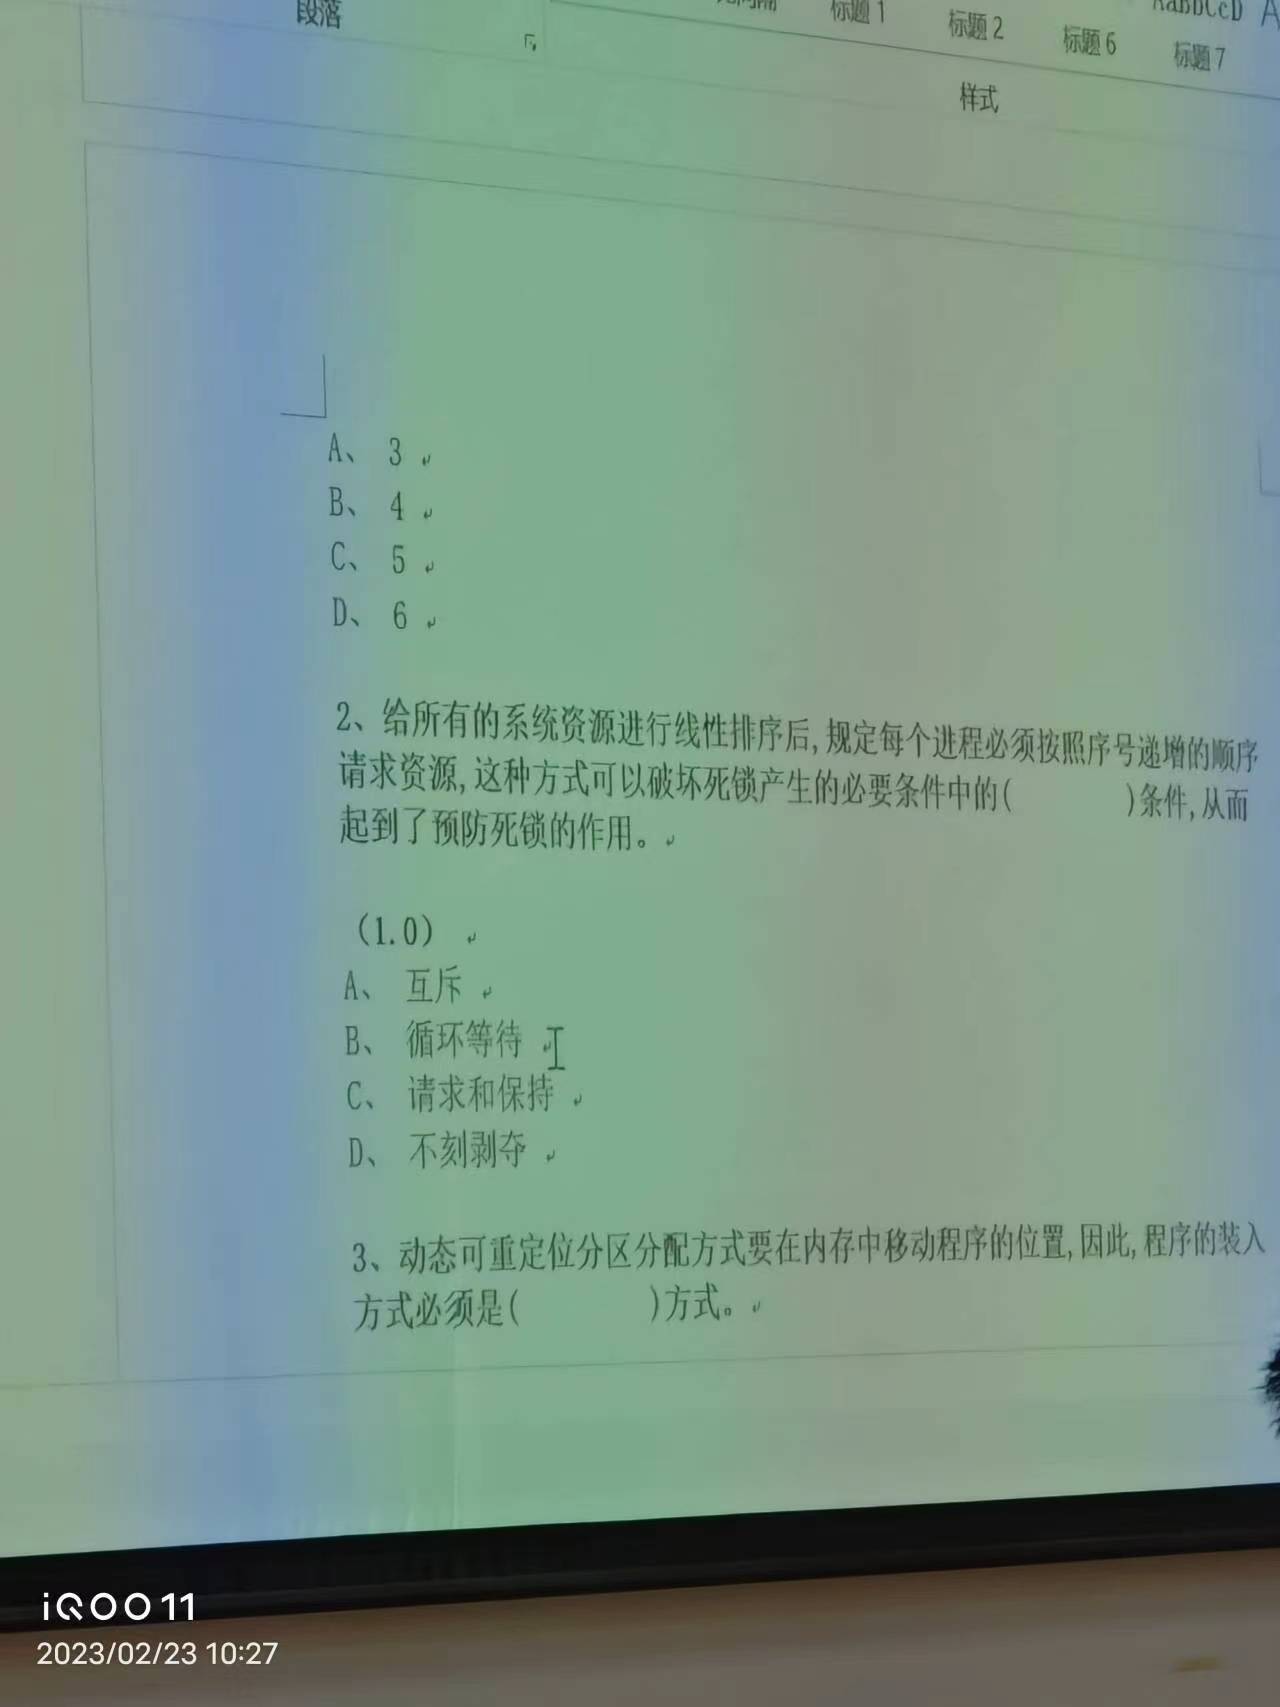 段落
标题 1
标题 2
标题 6
AaBbCcD
标题 7
样式
A、 3
B、 4
C、 5
D、 6
2、给所有的系统资源进行线性排序后,规定每个进程必须按照序号递增的顺序
请求资源,这种方式可以破坏死锁产生的必要条件中的( )条件,从而
起到了预防死锁的作用。
(1.0)
A、 互斥
B、 循环等待
C、 请求和保持
D、 不刻剥夺
3、动态可重定位分区分配方式要在内存中移动程序的位置,因此,程序的装入
方式必须是( )方式。
iQOO 11
2023/02/23 10:27